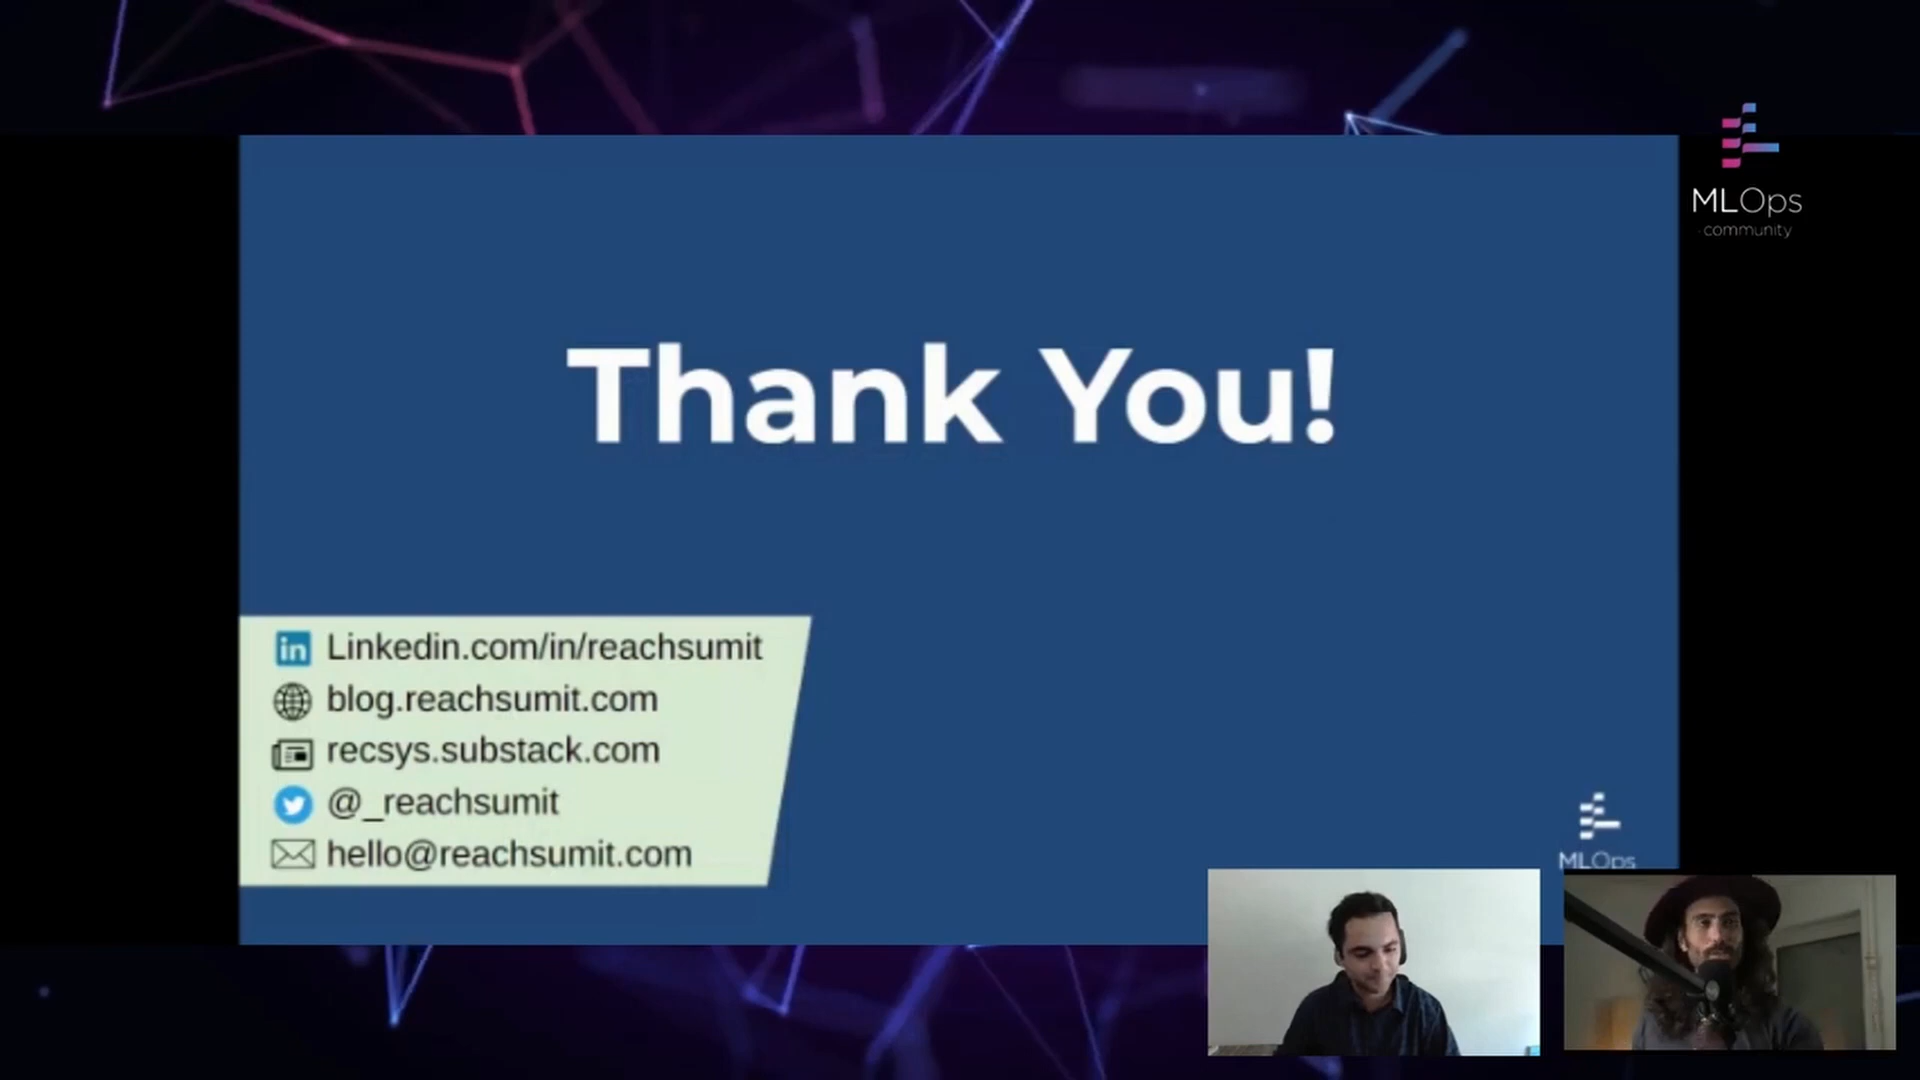 MLOps
community
Thank You!
in Linkedin.com/in/reachsumit
blog.reachsumit.com
recsys.substack.com
@_reachsumit
hello@reachsumit.com
MLOps